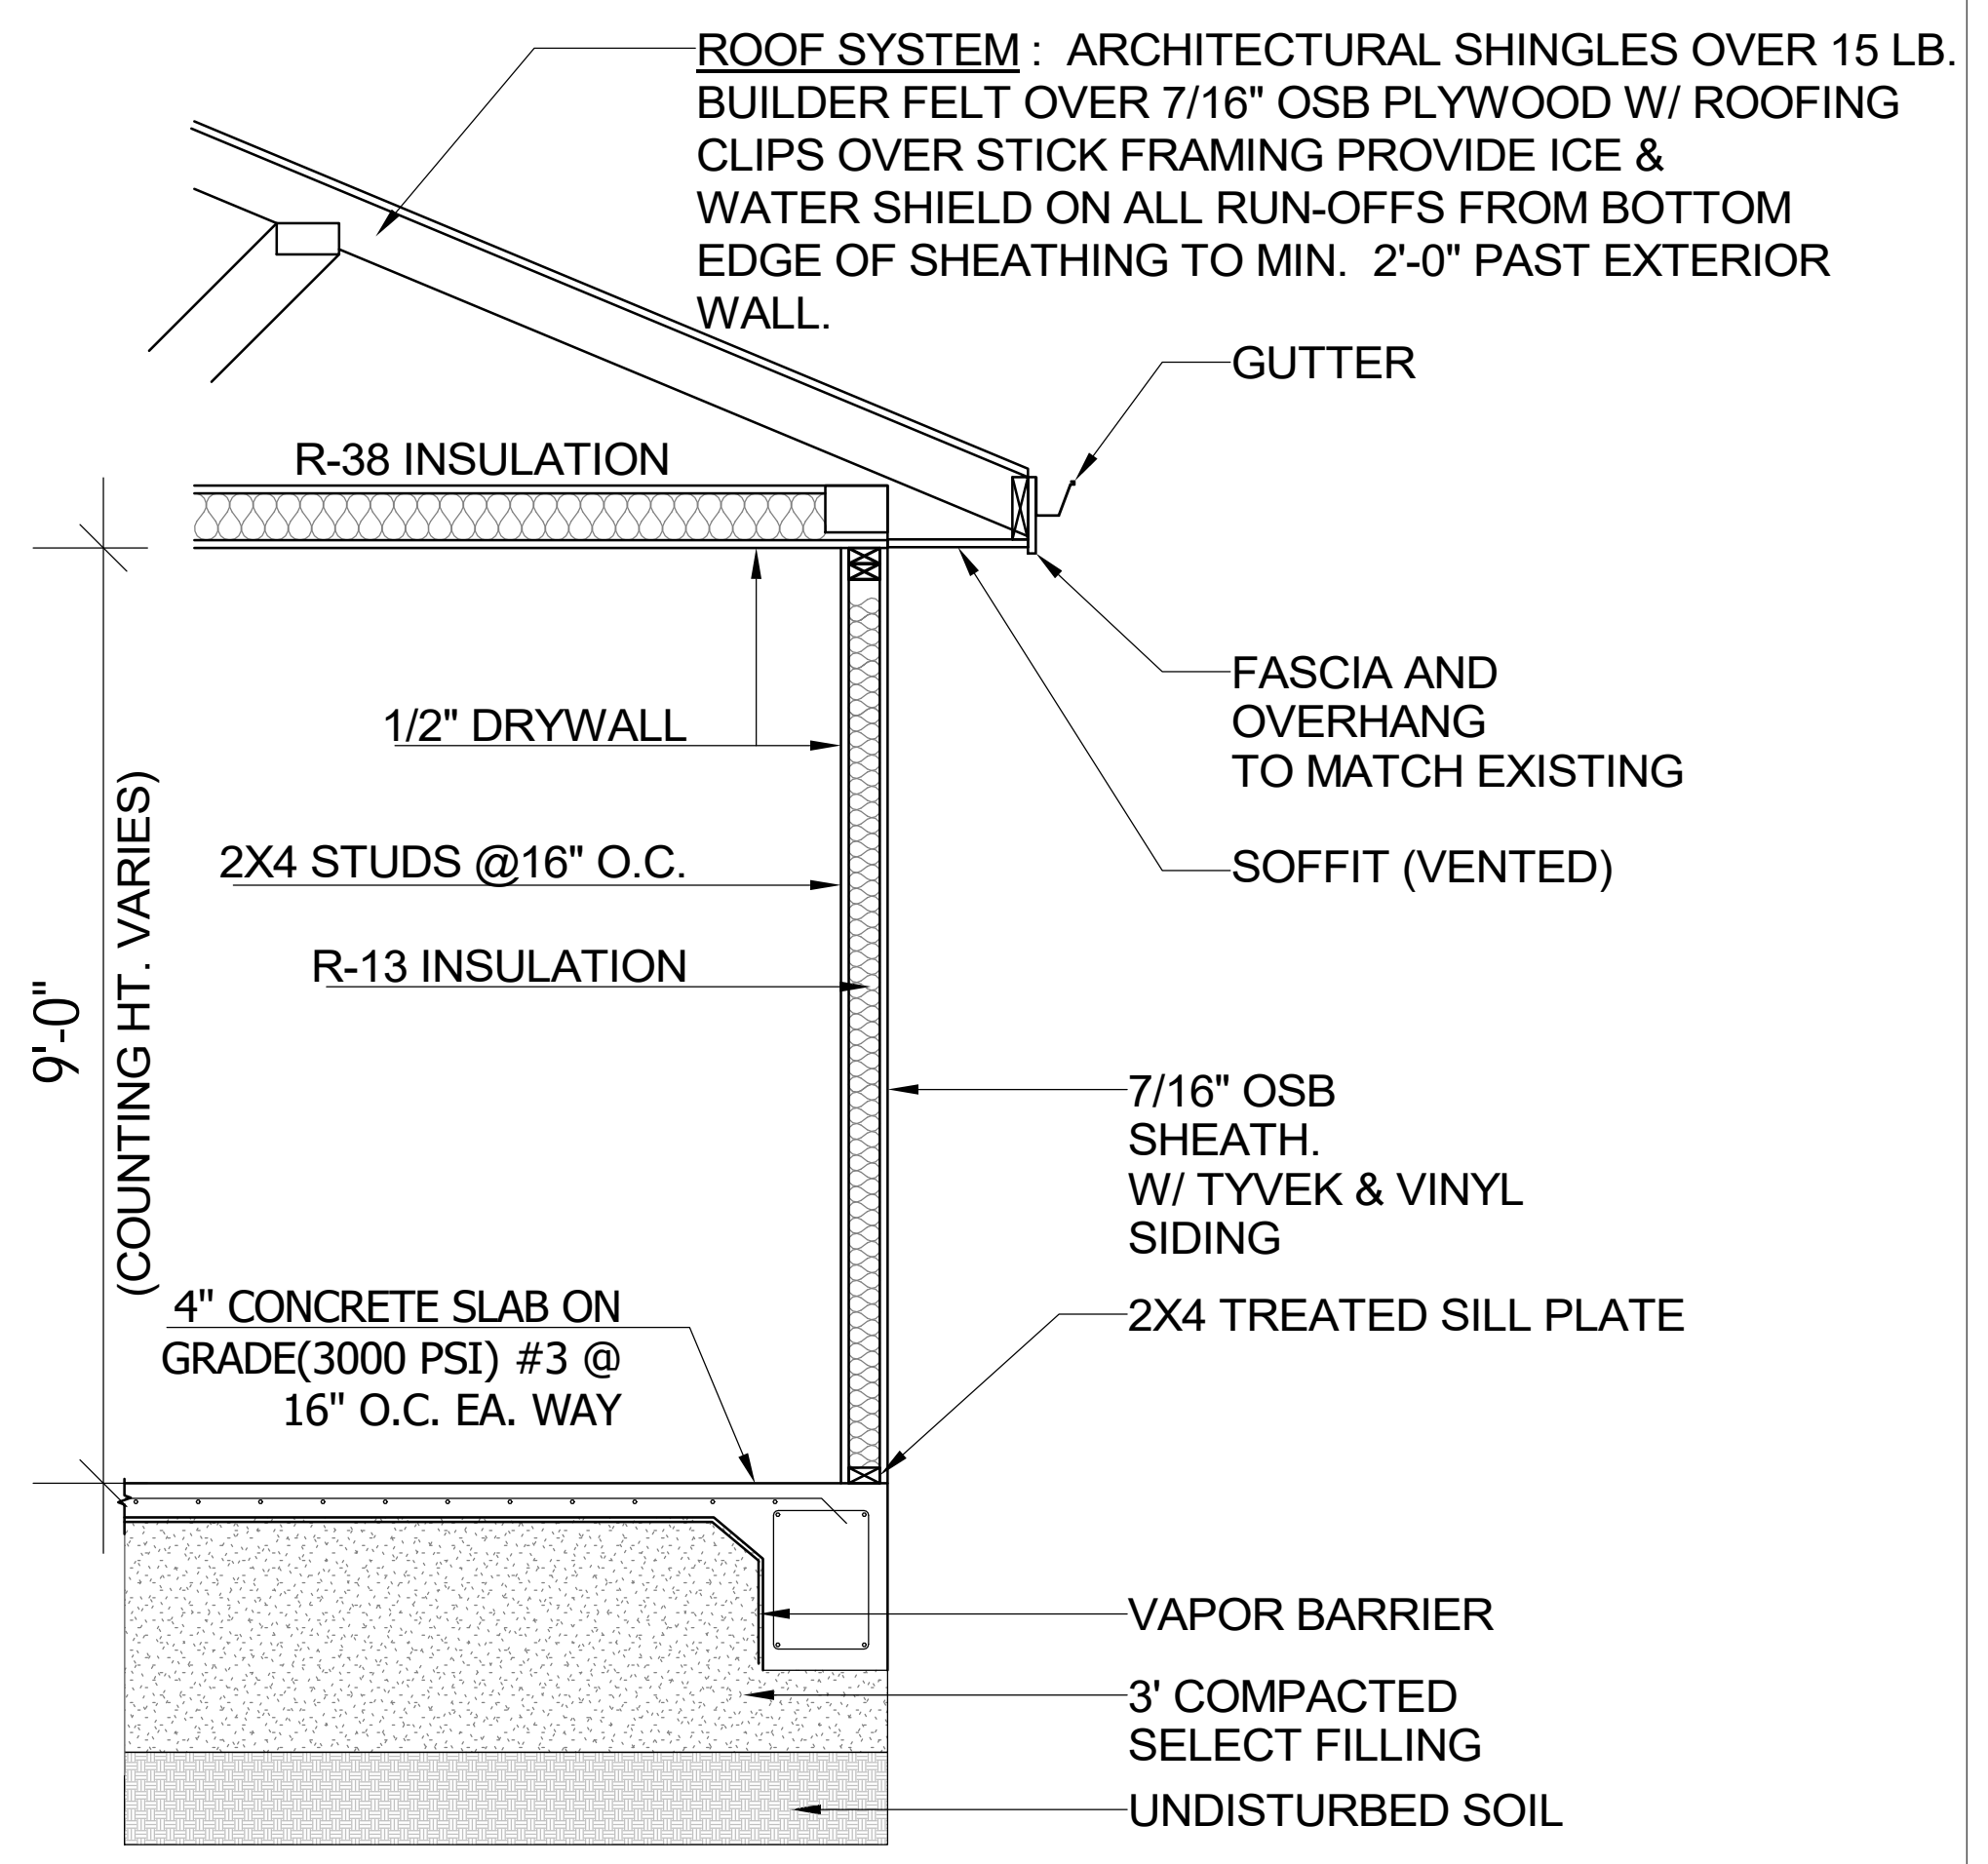 ROOF SYSTEM : ARCHITECTURAL SHINGLES OVER 15 LB.
BUILDER FELT OVER 7/16" OSB PLYWOOD W/ ROOFING
CLIPS OVER STICK FRAMING PROVIDE ICE &
WATER SHIELD ON ALL RUN-OFFS FROM BOTTOM
EDGE OF SHEATHING TO MIN. 2'-0" PAST EXTERIOR
WALL.
GUTTER
R-38 INSULATION
FASCIA AND
OVERHANG
TO MATCH EXISTING
1/2" DRYWALL
SOFFIT (VENTED)
2X4 STUDS @16" O.C.
R-13 INSULATION
9'-0"
(COUNTING HT. VARIES)
7/16" OSB
SHEATH.
W/ TYVEK & VINYL
SIDING
4" CONCRETE SLAB ON
GRADE(3000 PSI) #3 @
16" O.C. EA. WAY
2X4 TREATED SILL PLATE
VAPOR BARRIER
3' COMPACTED
SELECT FILLING
UNDISTURBED SOIL